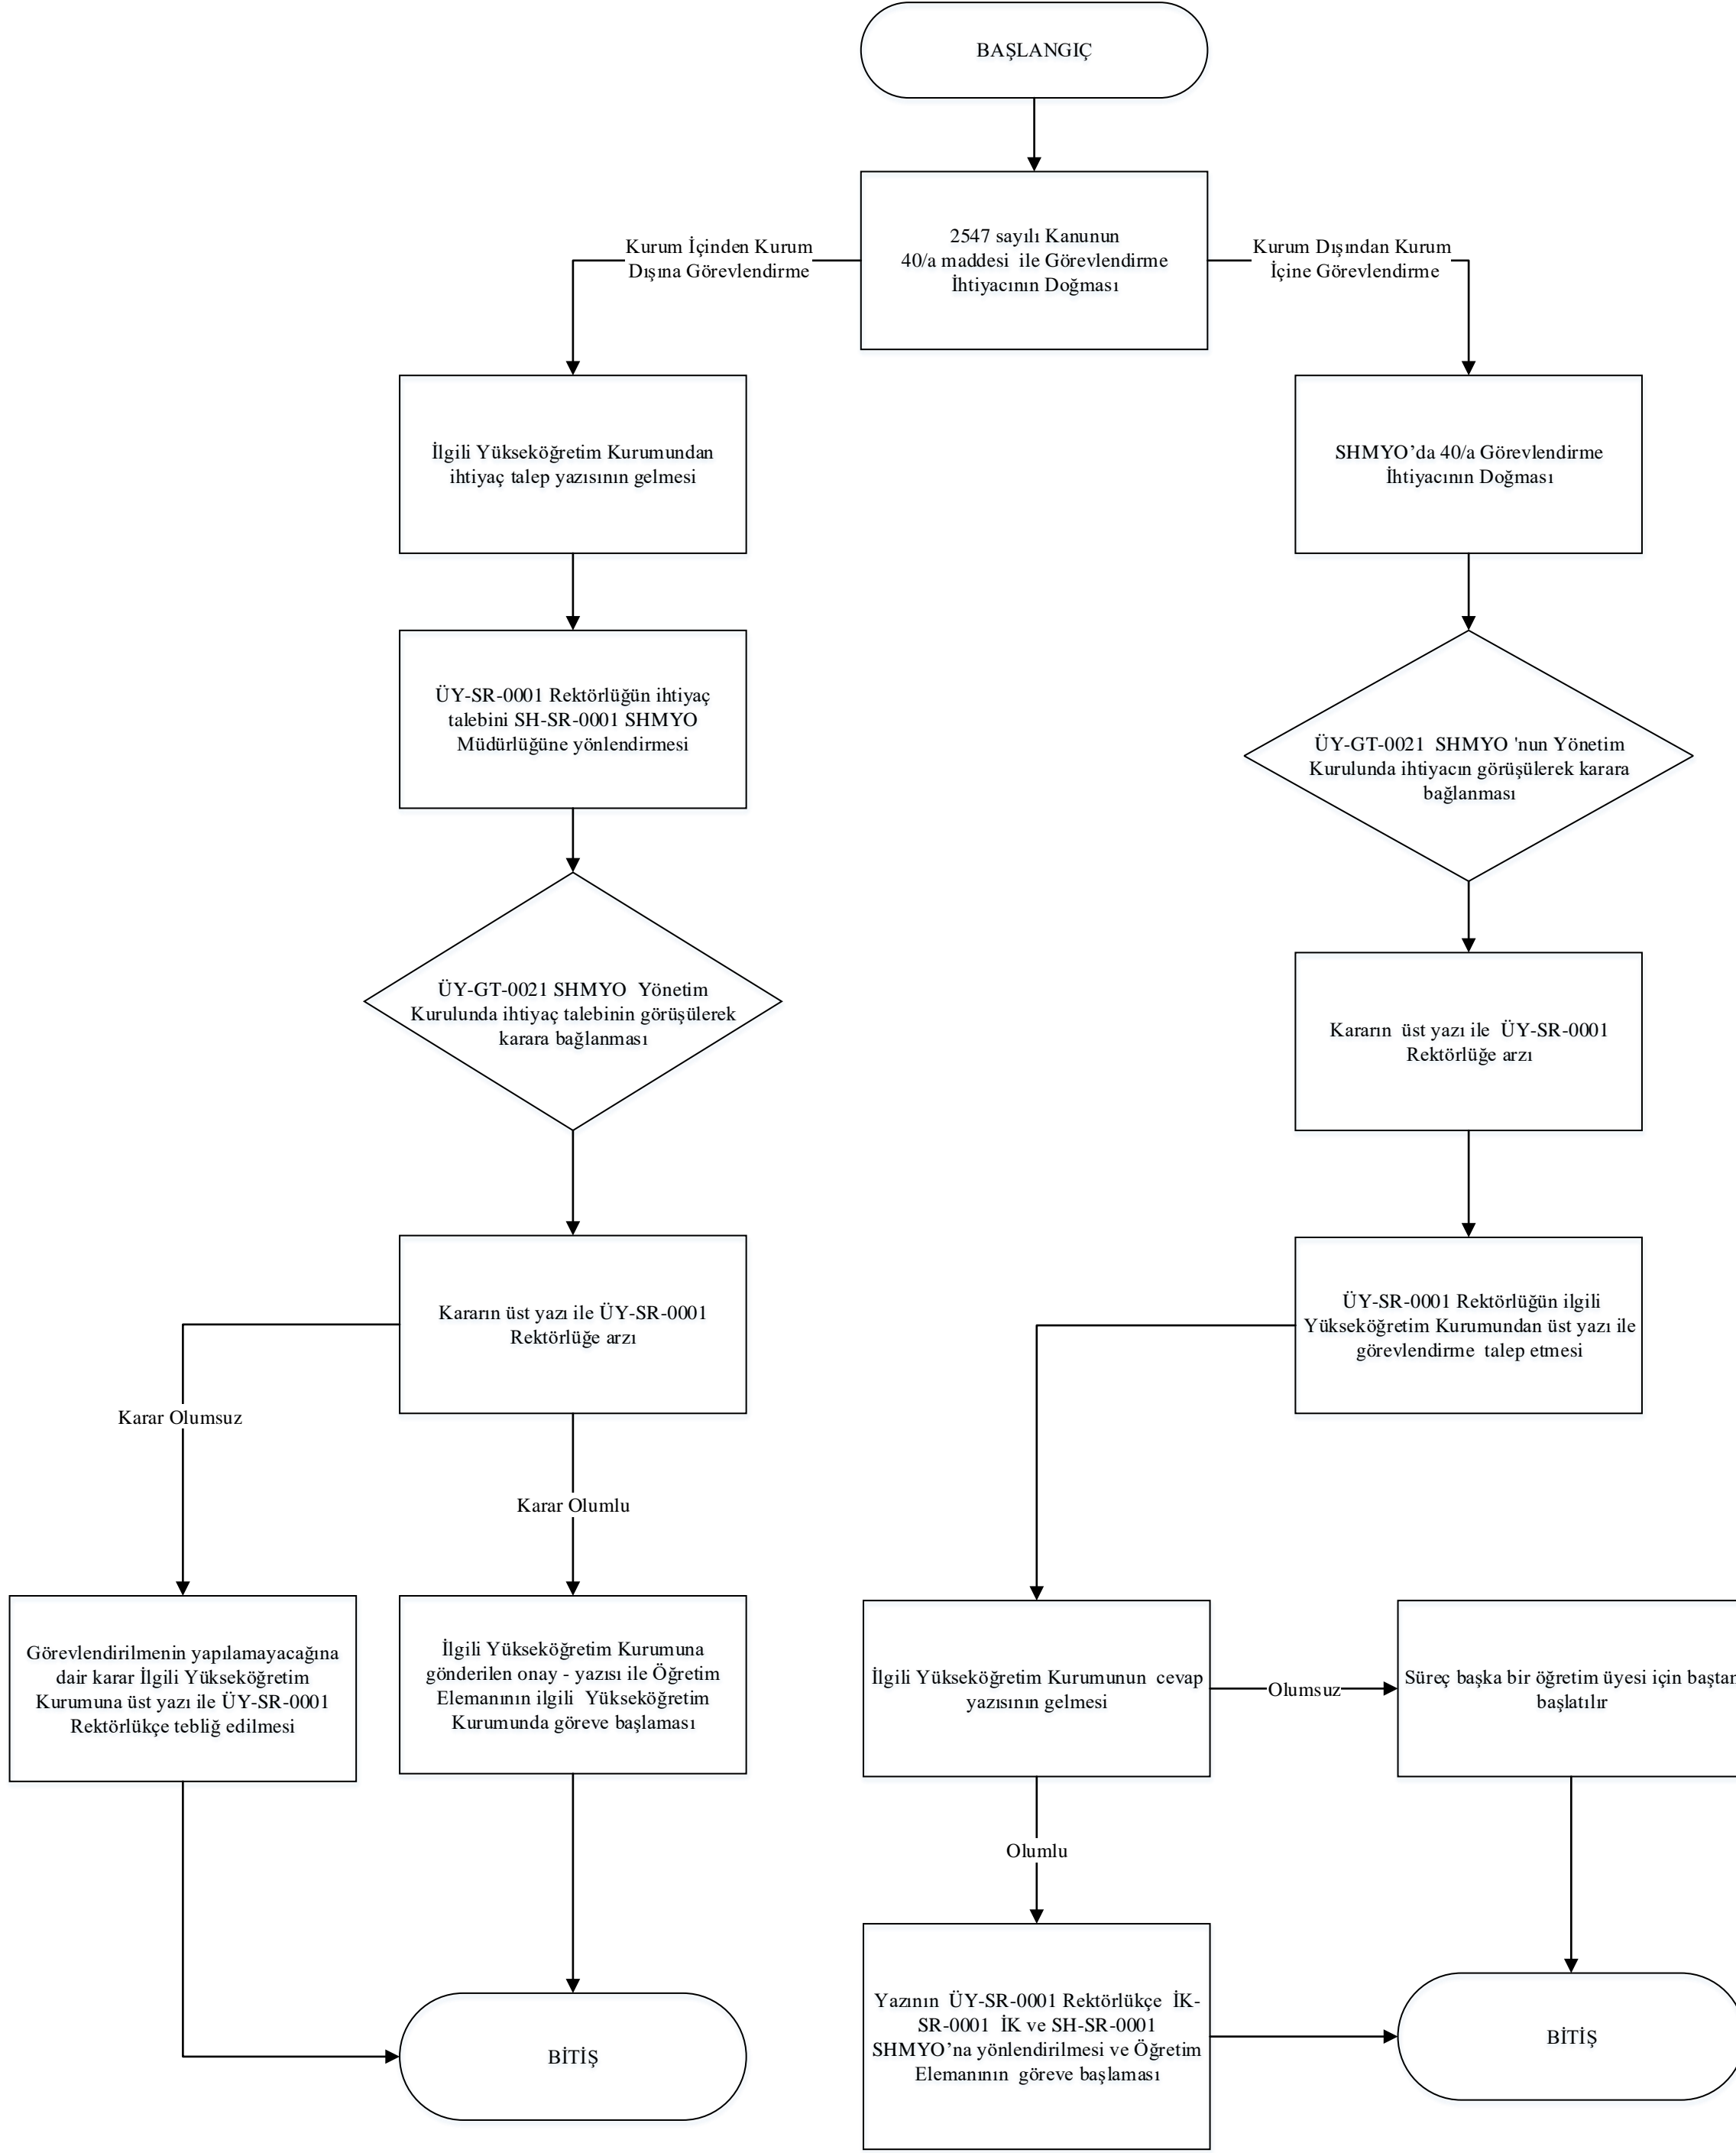 BAŞLANGIÇ
2547 sayılı Kanunun
40/a maddesi ile Görevlendirme
İhtiyacının Doğması
Kurum İçinden Kurum
Dışına Görevlendirme
Kurum Dışından Kurum
İçine Görevlendirme
İlgili Yükseköğretim Kurumundan
ihtiyaç talep yazısının gelmesi
SHMYO’da 40/a Görevlendirme
İhtiyacının Doğması
ÜY-SR-0001 Rektörlüğün ihtiyaç
talebini SH-SR-0001 SHMYO
Müdürlüğüne yönlendirmesi
ÜY-GT-0021 SHMYO 'nun Yönetim
Kurulunda ihtiyacın görüşülerek karara
bağlanması
ÜY-GT-0021 SHMYO Yönetim
Kurulunda ihtiyaç talebinin görüşülerek
karara bağlanması
Kararın üst yazı ile ÜY-SR-0001
Rektörlüğe arzı
Kararın üst yazı ile ÜY-SR-0001
Rektörlüğe arzı
ÜY-SR-0001 Rektörlüğün ilgili
Yükseköğretim Kurumundan üst yazı ile
görevlendirme talep etmesi
Karar Olumsuz
Karar Olumlu
Görevlendirilmenin yapılamayacağına
dair karar İlgili Yükseköğretim
Kurumuna üst yazı ile ÜY-SR-0001
Rektörlükçe tebliğ edilmesi
İlgili Yükseköğretim Kurumuna
gönderilen onay - yazısı ile Öğretim
Elemanının ilgili Yükseköğretim
Kurumunda göreve başlaması
İlgili Yükseköğretim Kurumunun cevap
yazısının gelmesi
Olumsuz
Süreç başka bir öğretim üyesi için baştan
başlatılır
Olumlu
Yazının ÜY-SR-0001 Rektörlükçe İK-
SR-0001 İK ve SH-SR-0001
SHMYO’na yönlendirilmesi ve Öğretim
Elemanının göreve başlaması
BİTİŞ
BİTİŞ